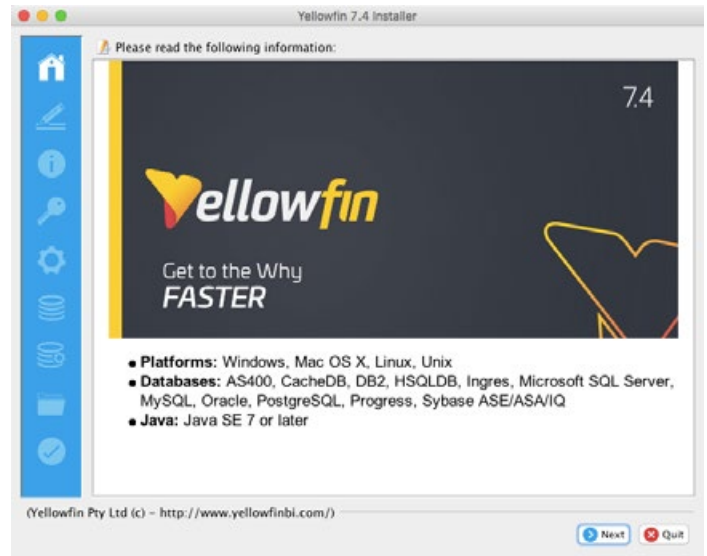 Yellowfin 7.4 Installer
Please read the following information:
7.4
Yellowfin
Get to the Why
FASTER
• Platforms: Windows, Mac OS X, Linux, Unix
• Databases: AS400, CacheDB, DB2, HSQLDB, Ingres, Microsoft SQL Server,
MySQL, Oracle, PostgreSQL, Progress, Sybase ASE/ASA/IQ
• Java: Java SE 7 or later
(Yellowfin Pty Ltd (c) - http://www.yellowfinbi.com/)
Next Quit